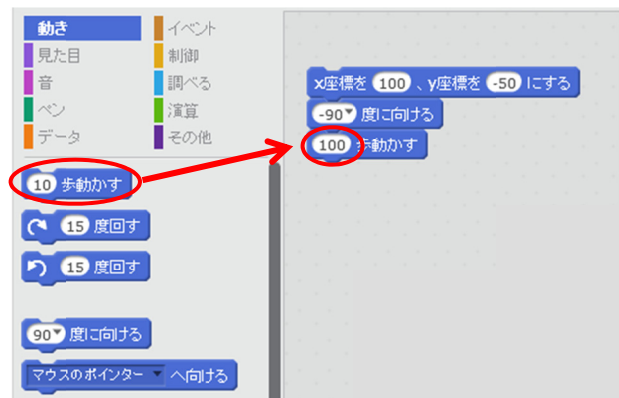 動き
イベント
見た目
制御
音
調べる
ペン
演算
データ
その他
10 歩動かす
15 度回す
15 度回す
90 度に向ける
マウスのポインター へ向ける
x座標を 100 、y座標を -50 にする
-90 度に向ける
100 歩動かす